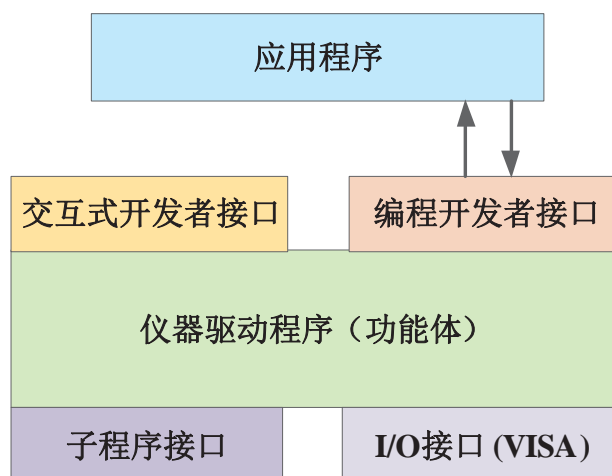 应用程序
交互式开发者接口
编程开发者接口
仪器驱动程序（功能体）
子程序接口
I/O接口(VISA)